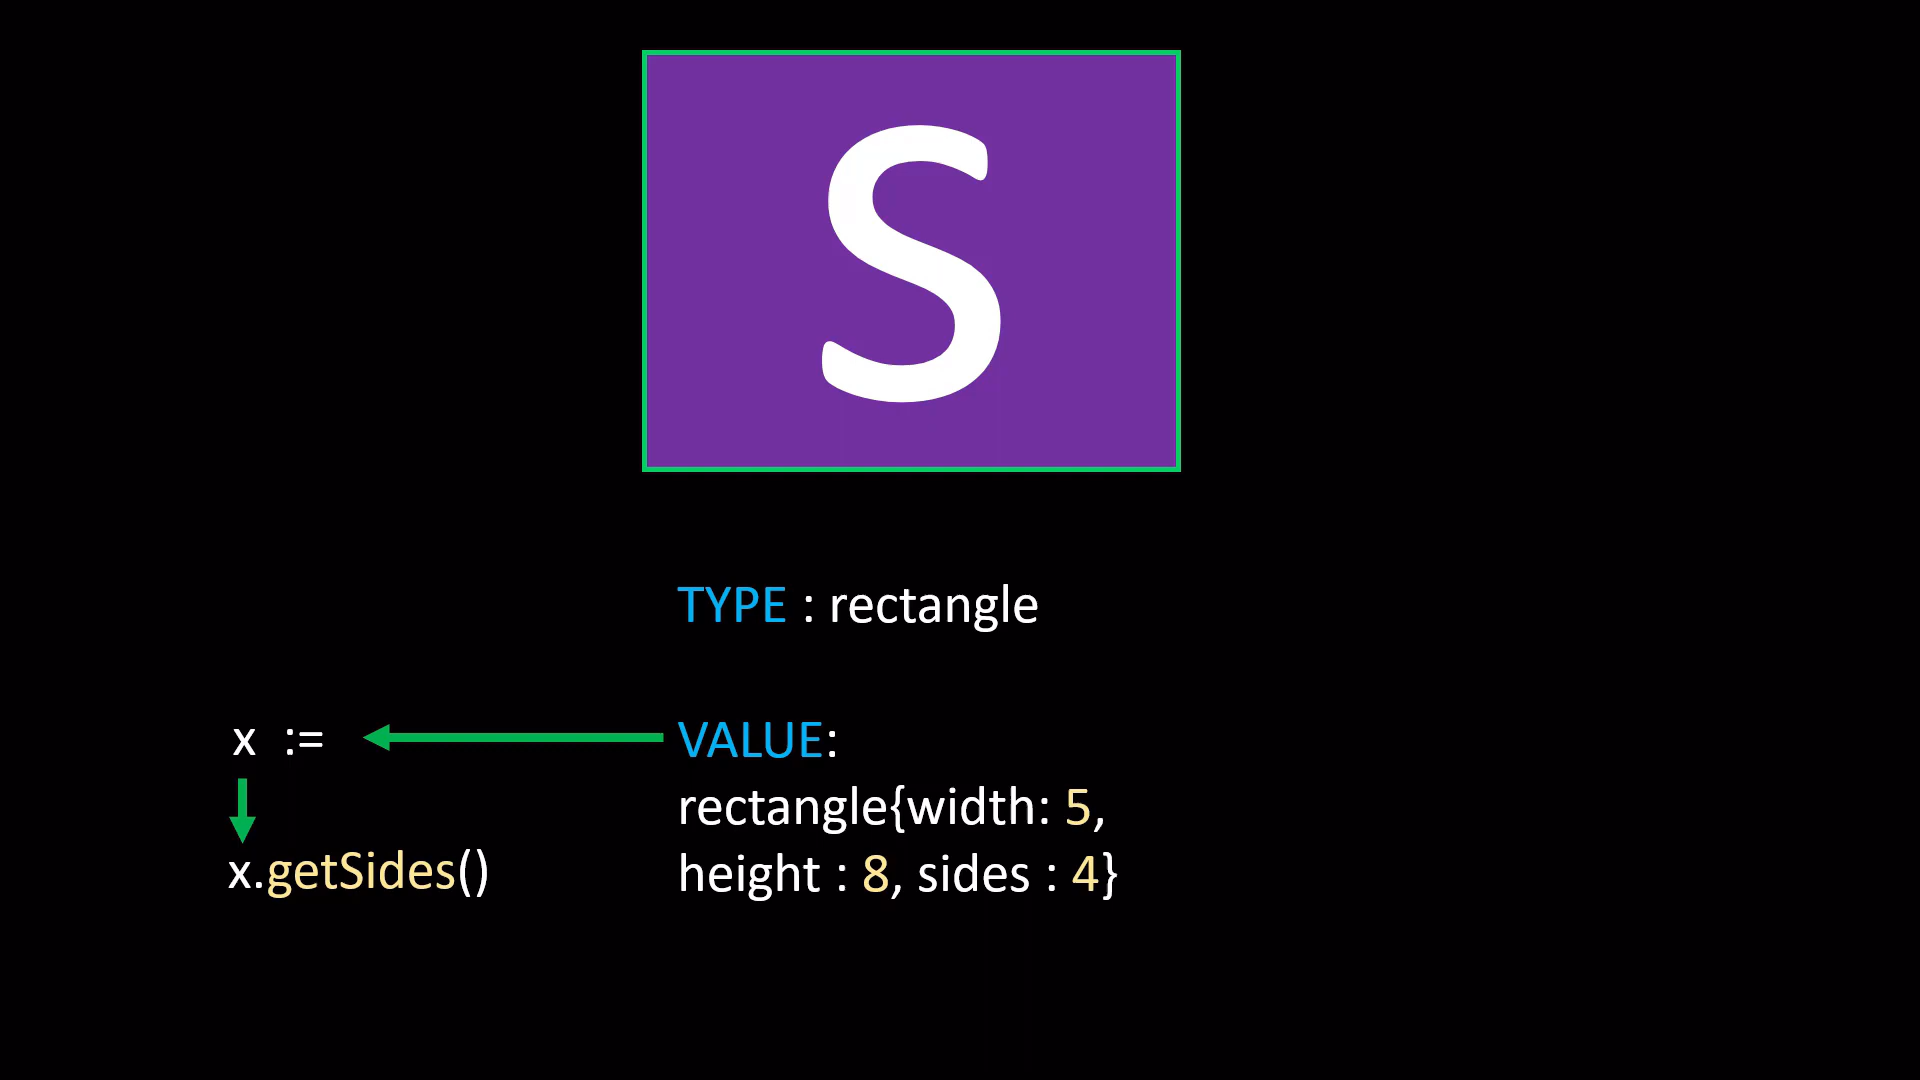 S
TYPE : rectangle
x :=
VALUE:
rectangle{width: 5,
x.getSides()
height : 8, sides : 4}